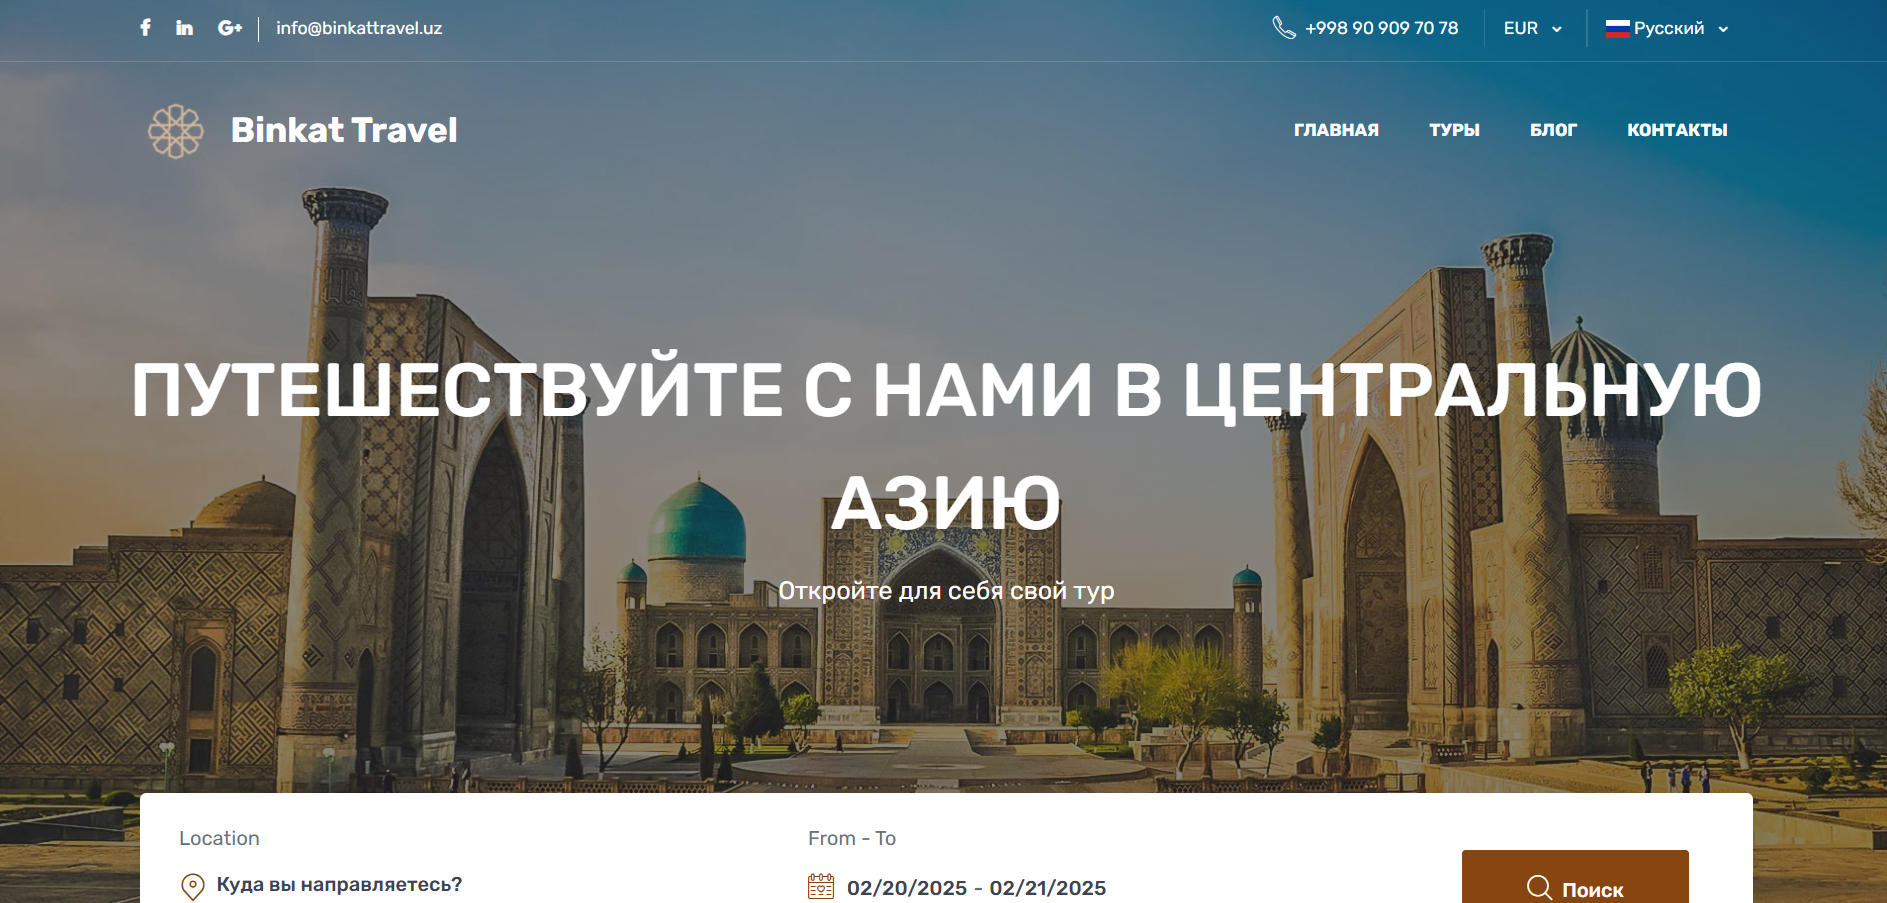 info@binkattravel.uz
+998 90 909 70 78
EUR
Русский
Binkat Travel
ГЛАВНАЯ
ТУРЫ
БЛОГ
КОНТАКТЫ
ПУТЕШЕСТВУЙТЕ С НАМИ В ЦЕНТРАЛЬНУЮ
АЗИЮ
Откройте для себя свой тур
Location
Куда вы направляетесь?
From - To
02/20/2025 - 02/21/2025
Поиск